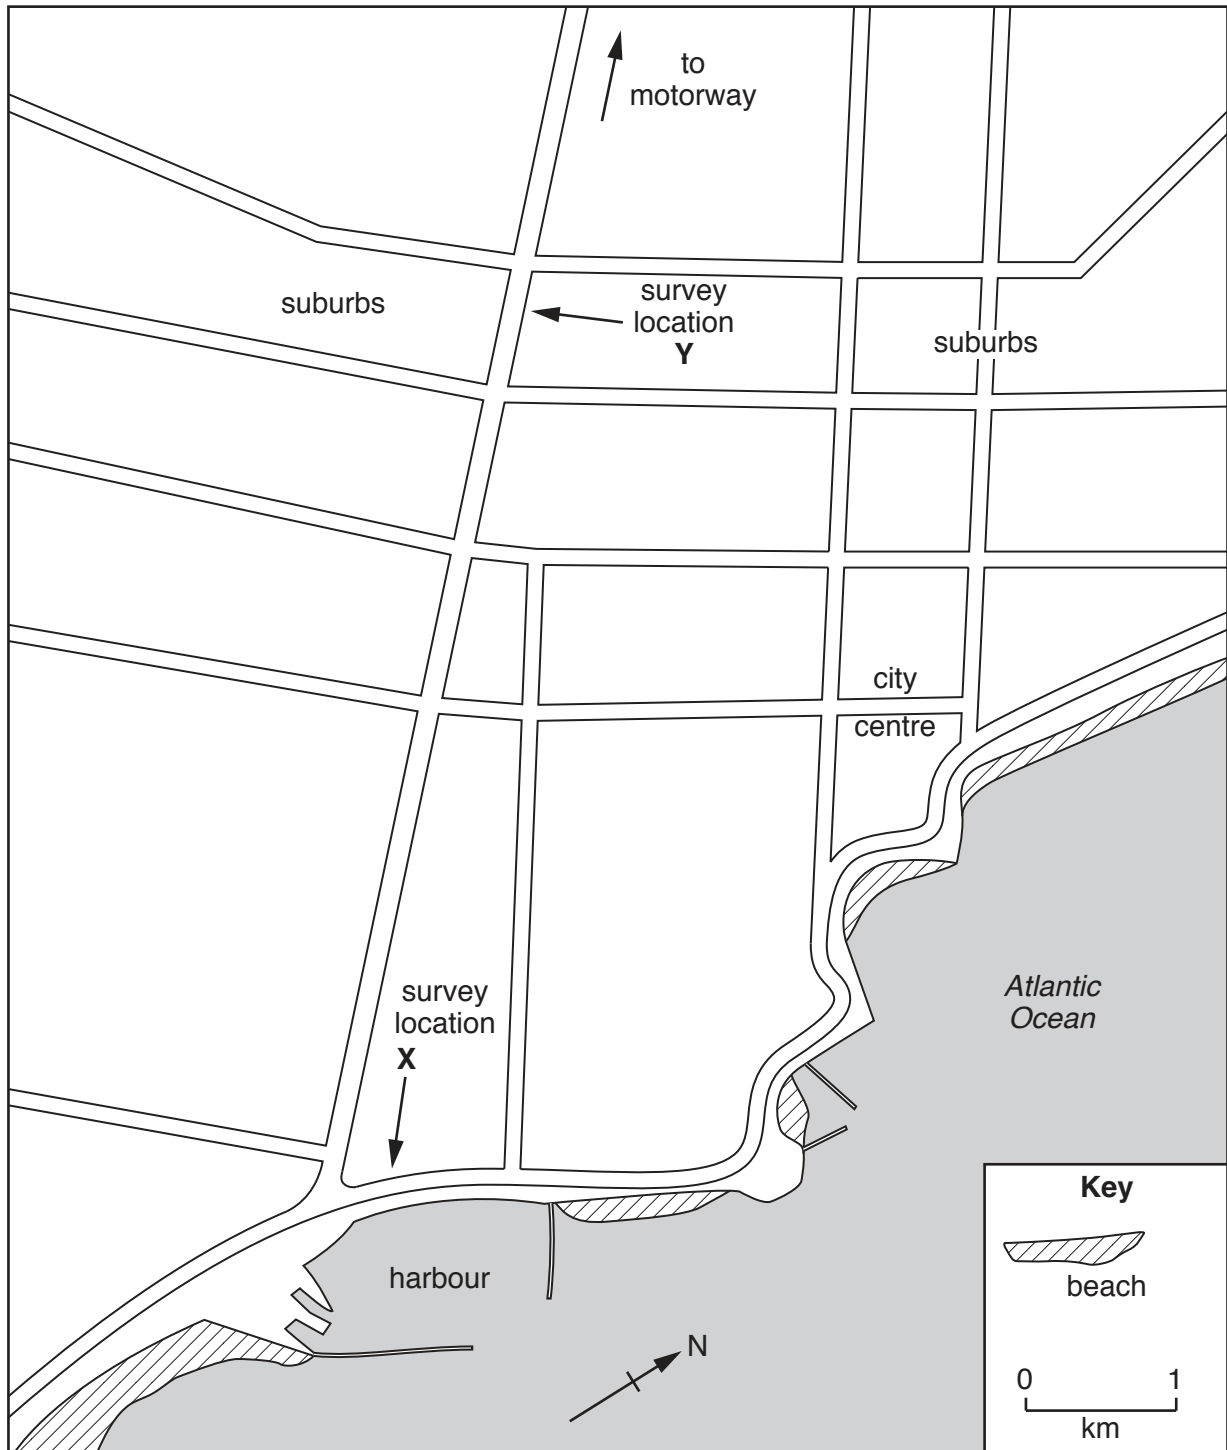 to
motorway
suburbs
survey
location
Y
suburbs
city
centre
survey
location
X
Atlantic
Ocean
harbour
N
Key
beach
0 1
km